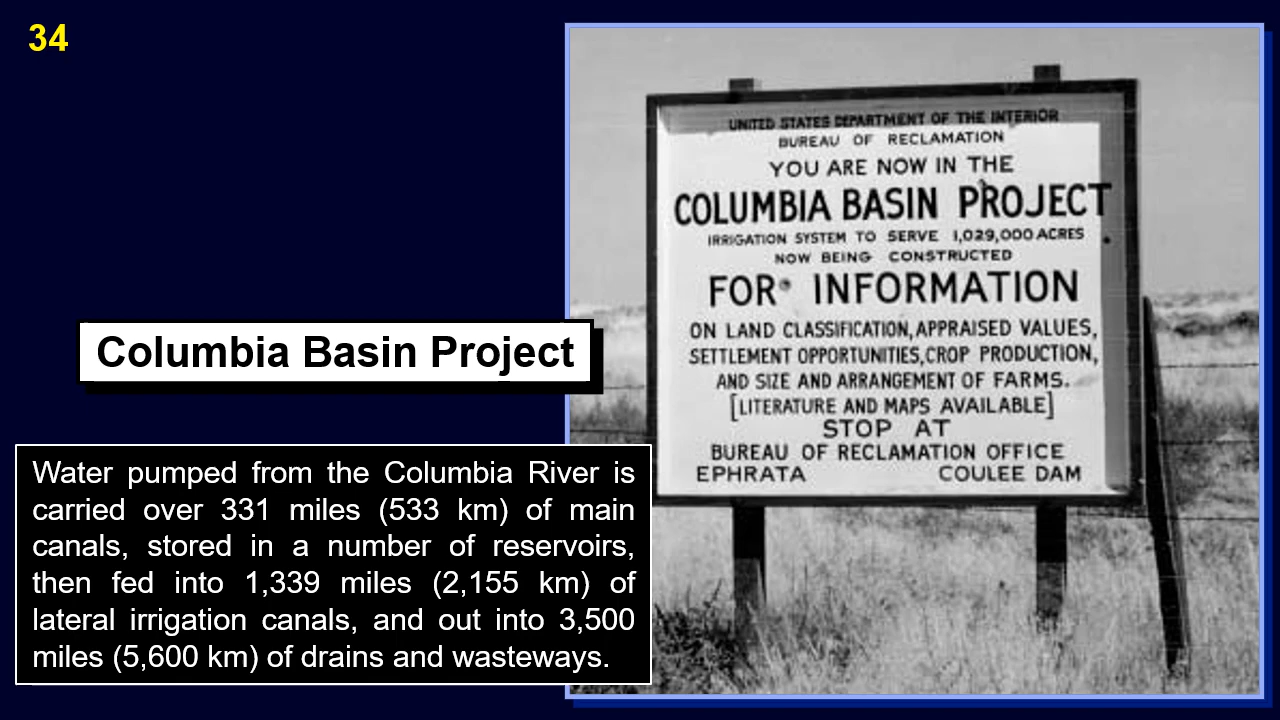 34
UNITED STATES DEPARTMENT OF THE INTERIOR
BUREAU OF RECLAMATION
YOU ARE NOW IN THE
COLUMBIA BASIN PROJECT
IRRIGATION SYSTEM TO SERVE 1,029,000 ACRES
NOW BEING CONSTRUCTED
FOR INFORMATION
ON LAND CLASSIFICATION, APPRAISED VALUES,
SETTLEMENT OPPORTUNITIES, CROP PRODUCTION,
AND SIZE AND ARRANGEMENT OF FARMS.
[LITERATURE AND MAPS AVAILABLE]
STOP AT
BUREAU OF RECLAMATION OFFICE
EPHRATA COULEE DAM
Columbia Basin Project
Water pumped from the Columbia River is
carried over 331 miles (533 km) of main
canals, stored in a number of reservoirs,
then fed into 1,339 miles (2,155 km) of
lateral irrigation canals, and out into 3,500
miles (5,600 km) of drains and wasteways.